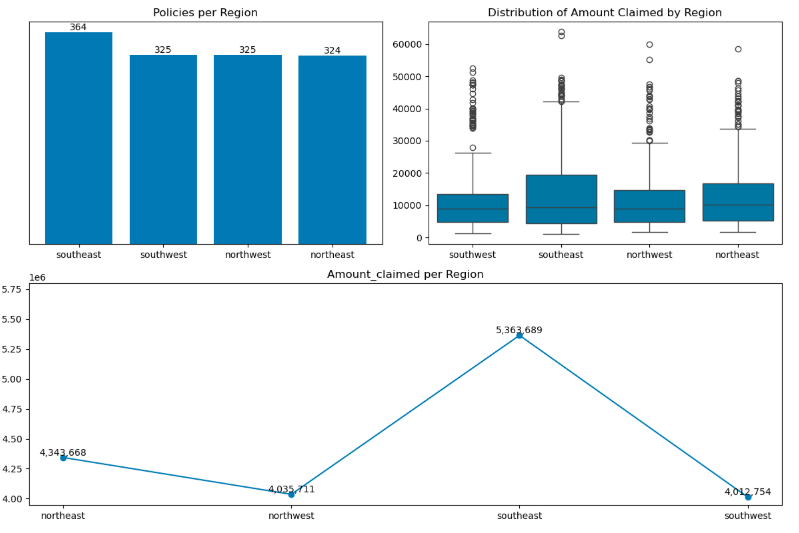 Policies per Region
364
325
325
324
southeast
southwest
northwest
northeast
Distribution of Amount Claimed by Region
60000
50000
40000
30000
20000
10000
0
southwest
southeast
northwest
northeast
Amount_claimed per Region
1e6
5.75
5.50
5.25
5.00
4.75
4.50
4.25
4.00
4,343,668
4,035,711
5,363,689
4,012,754
northeast
northwest
southeast
southwest